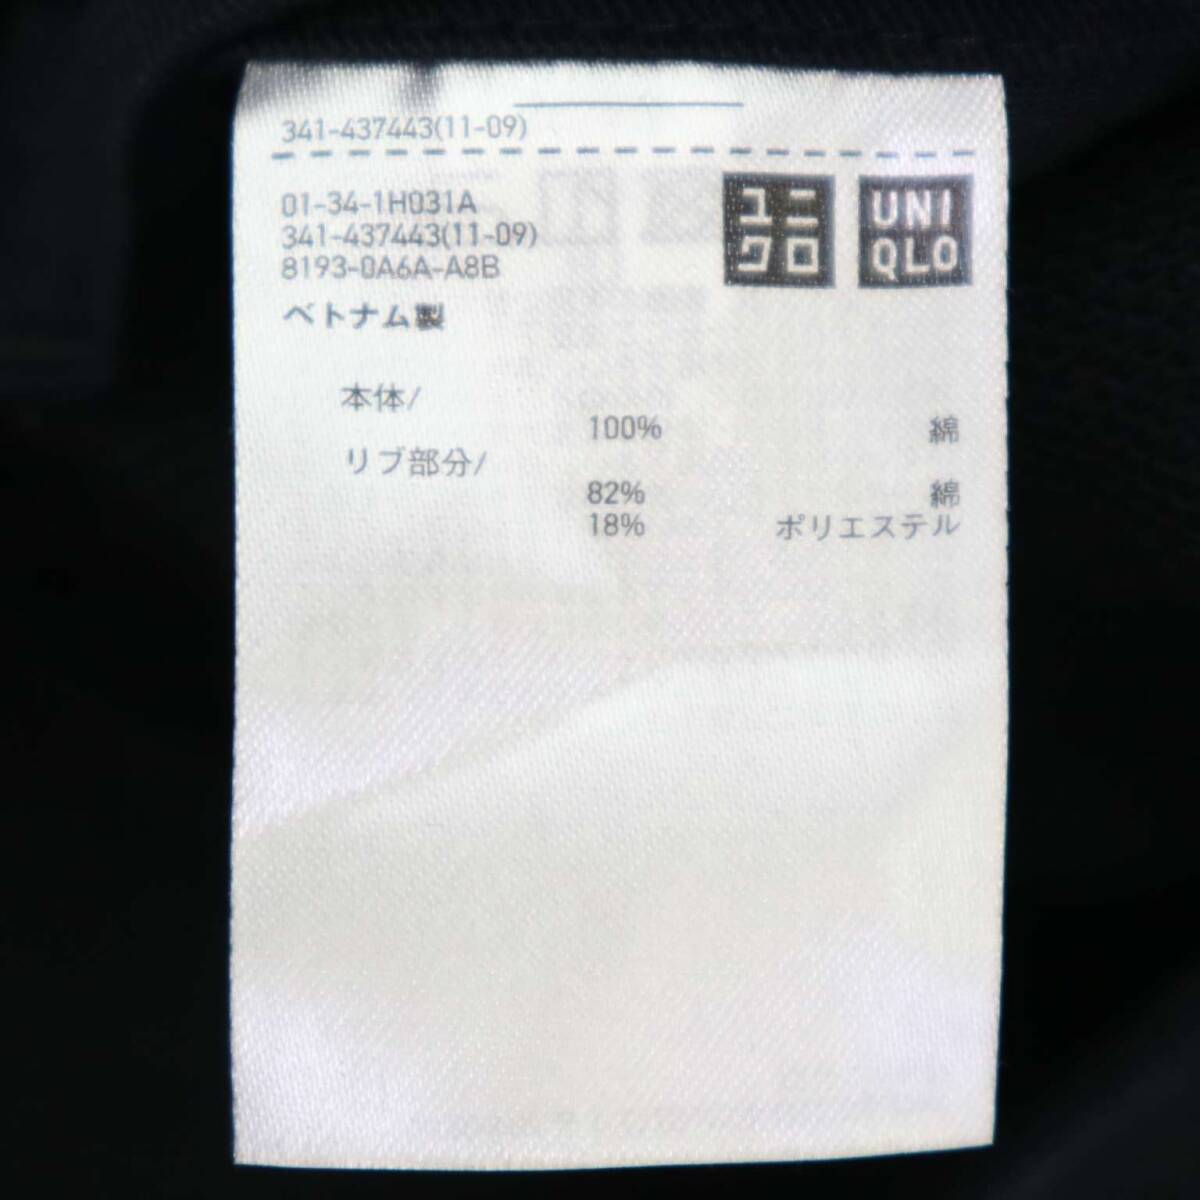 341-437443(11-09)
01-34-1H031A
341-437443(11-09)
8193-0A6A-A8B
ベトナム製
ユニ
クロ
UNI
QLO
本体/
100% 綿
リブ部分/
82% 綿
18% ポリエステル